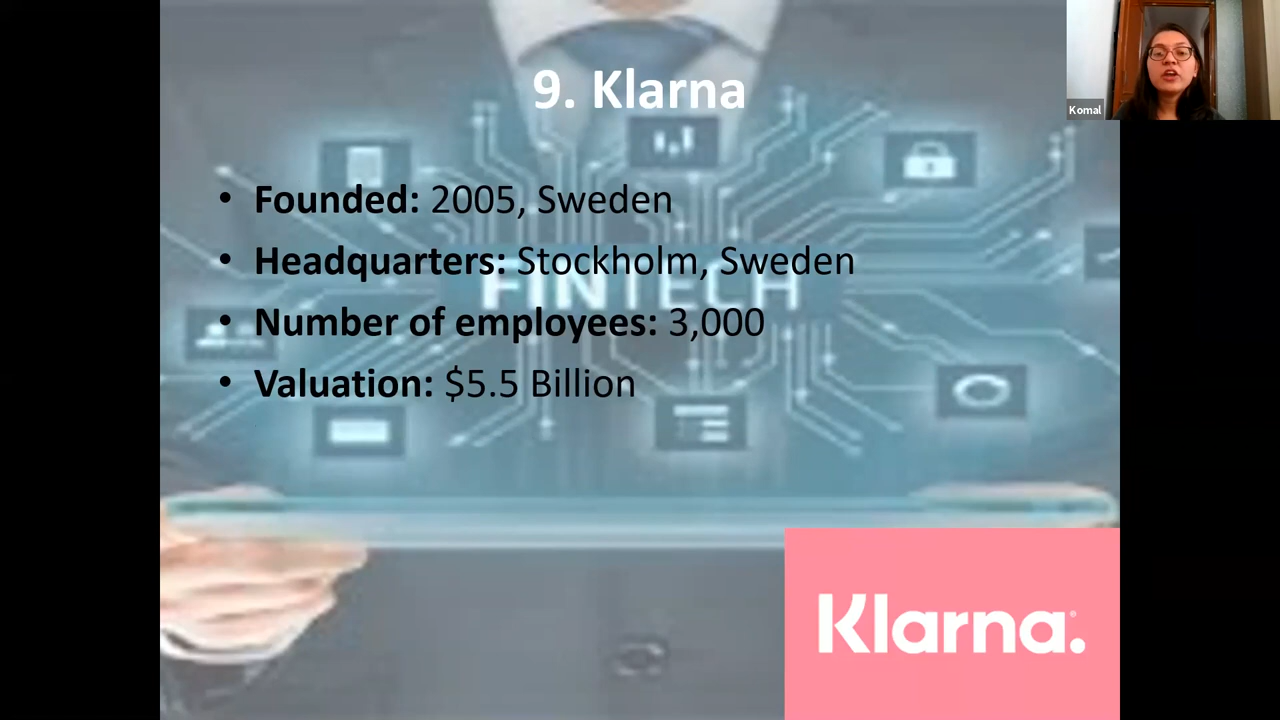 9. Klarna
Komal
• Founded: 2005, Sweden
• Headquarters: Stockholm, Sweden
FINTECH
• Number of employees: 3,000
• Valuation: $5.5 Billion
Klarna.®